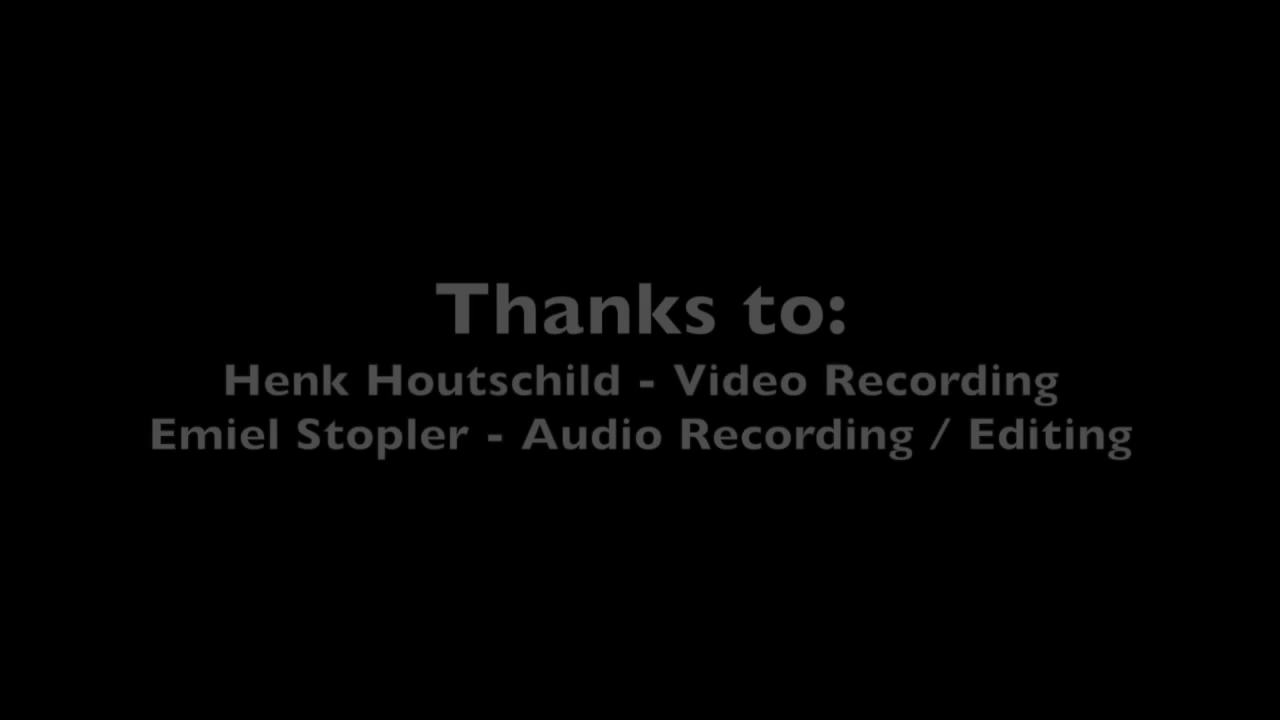 Thanks to:
Henk Houtschild - Video Recording
Emiel Stopler - Audio Recording / Editing